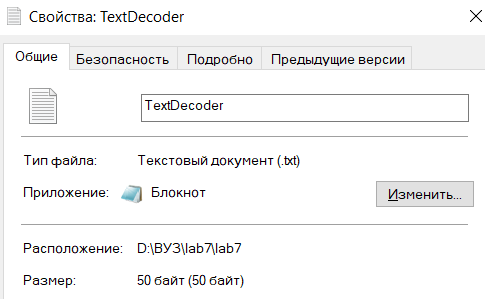 Свойства: TextDecoder
Общие Безопасность Подробно Предыдущие версии
TextDecoder
Тип файла: Текстовый документ (.txt)
Приложение: Блокнот Изменить...
Расположение: D:\ВУЗ\lab7\lab7
Размер: 50 байт (50 байт)